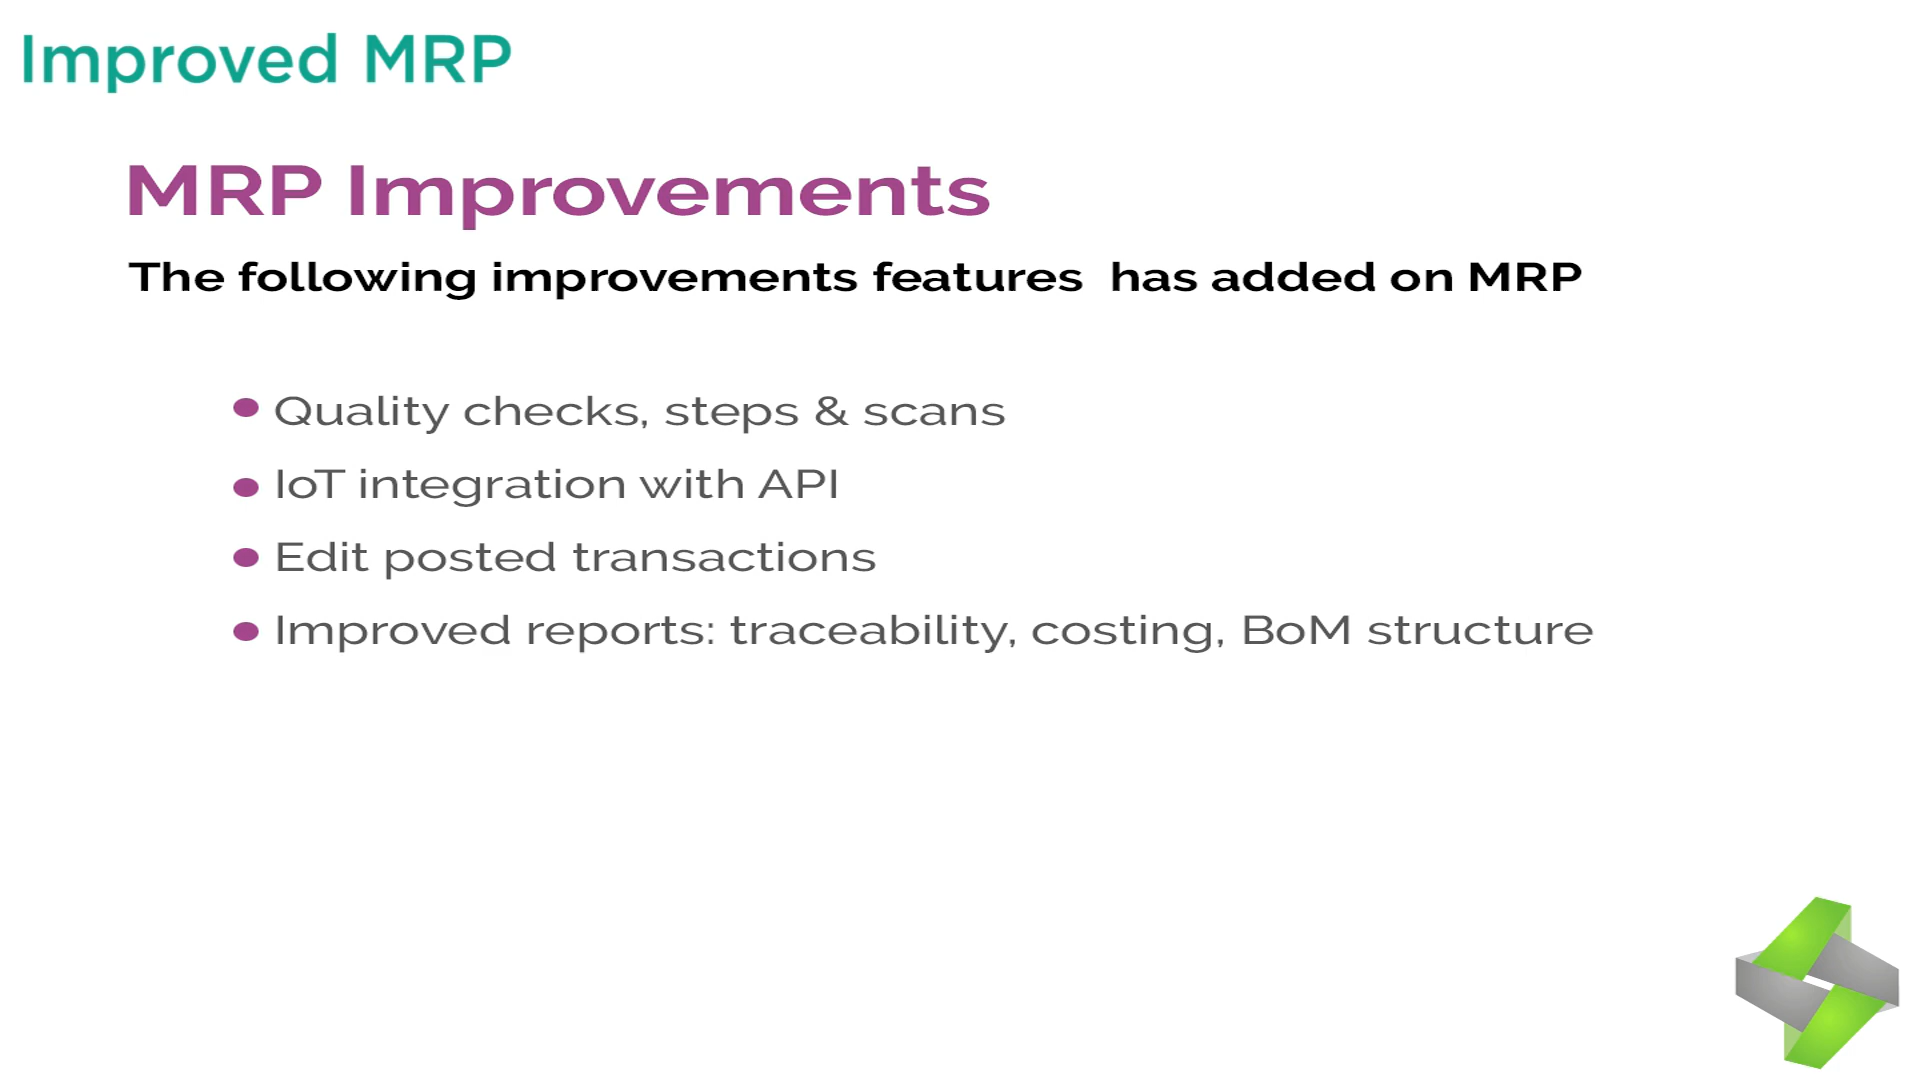 Improved MRP
MRP Improvements
The following improvements features  has added on MRP
Quality checks, steps & scans
IoT integration with API
Edit posted transactions
Improved reports: traceability, costing, BoM structure